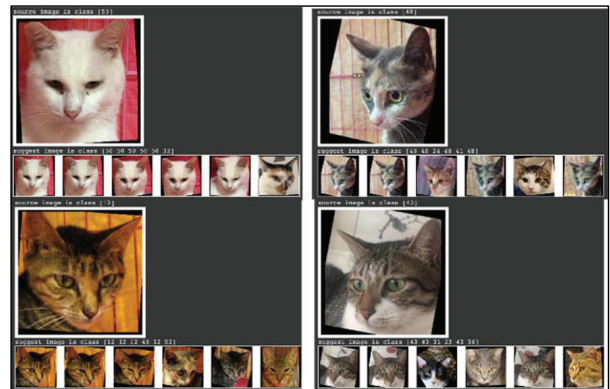 source image is class [50]
suggest image is class [50 50 50 50 50 32]
source image is class [48]
suggest image is class [48 48 24 48 41 48]
source image is class [12]
suggest image is class [12 12 12 48 12 52]
source image is class [43]
suggest image is class [43 43 31 23 43 36]